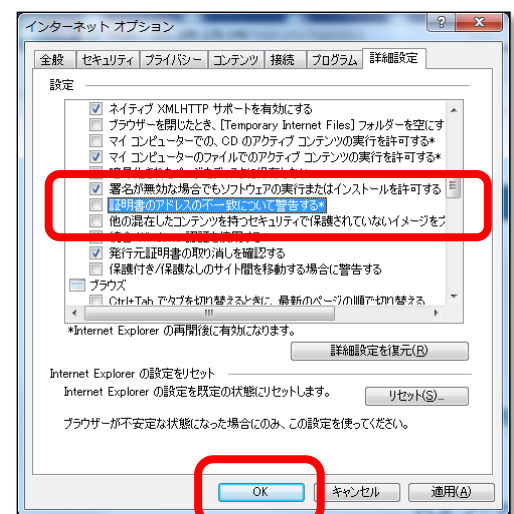 インターネット オプション
全般 セキュリティ プライバシー コンテンツ 接続 プログラム 詳細設定
設定
ネイティブ XMLHTTP サポートを有効にする
ブラウザーを閉じたとき、[Temporary Internet Files] フォルダーを空にす
マイ コンピューターでの、CD のアクティブ コンテンツの実行を許可する*
マイ コンピューターのファイルでのアクティブ コンテンツの実行を許可する*
署名が無効な場合でもソフトウェアの実行またはインストールを許可する
証明書のアドレスの不一致について警告する*
他の混在したコンテンツを持つセキュリティで保護されていないイメージをブ
発行元証明書の取り消しを確認する
保護付き/保護なしのサイト間を移動する場合に警告する
ブラウズ
Ctrl+Tab でタブを切り替えるときに、最新のページの順で切り替える
*Internet Explorer の再開後に有効になります。
詳細設定を復元(R)
Internet Explorer の設定をリセット
Internet Explorer の設定を既定の状態にリセットします。
リセット(S)...
ブラウザーが不安定な状態になった場合にのみ、この設定を使ってください。
OK キャンセル 適用(A)